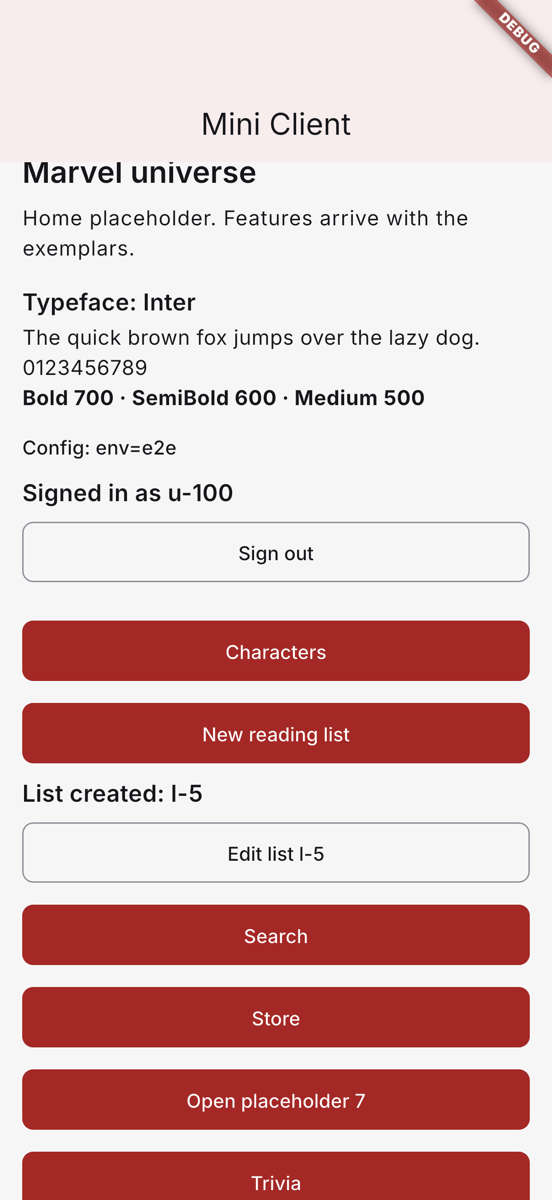 DEBUG
Mini Client
Marvel universe
Home placeholder. Features arrive with the
exemplars.
Typeface: Inter
The quick brown fox jumps over the lazy dog.
0123456789
Bold 700 · SemiBold 600 · Medium 500
Config: env=e2e
Signed in as u-100
Sign out
Characters
New reading list
List created: l-5
Edit list l-5
Search
Store
Open placeholder 7
Trivia